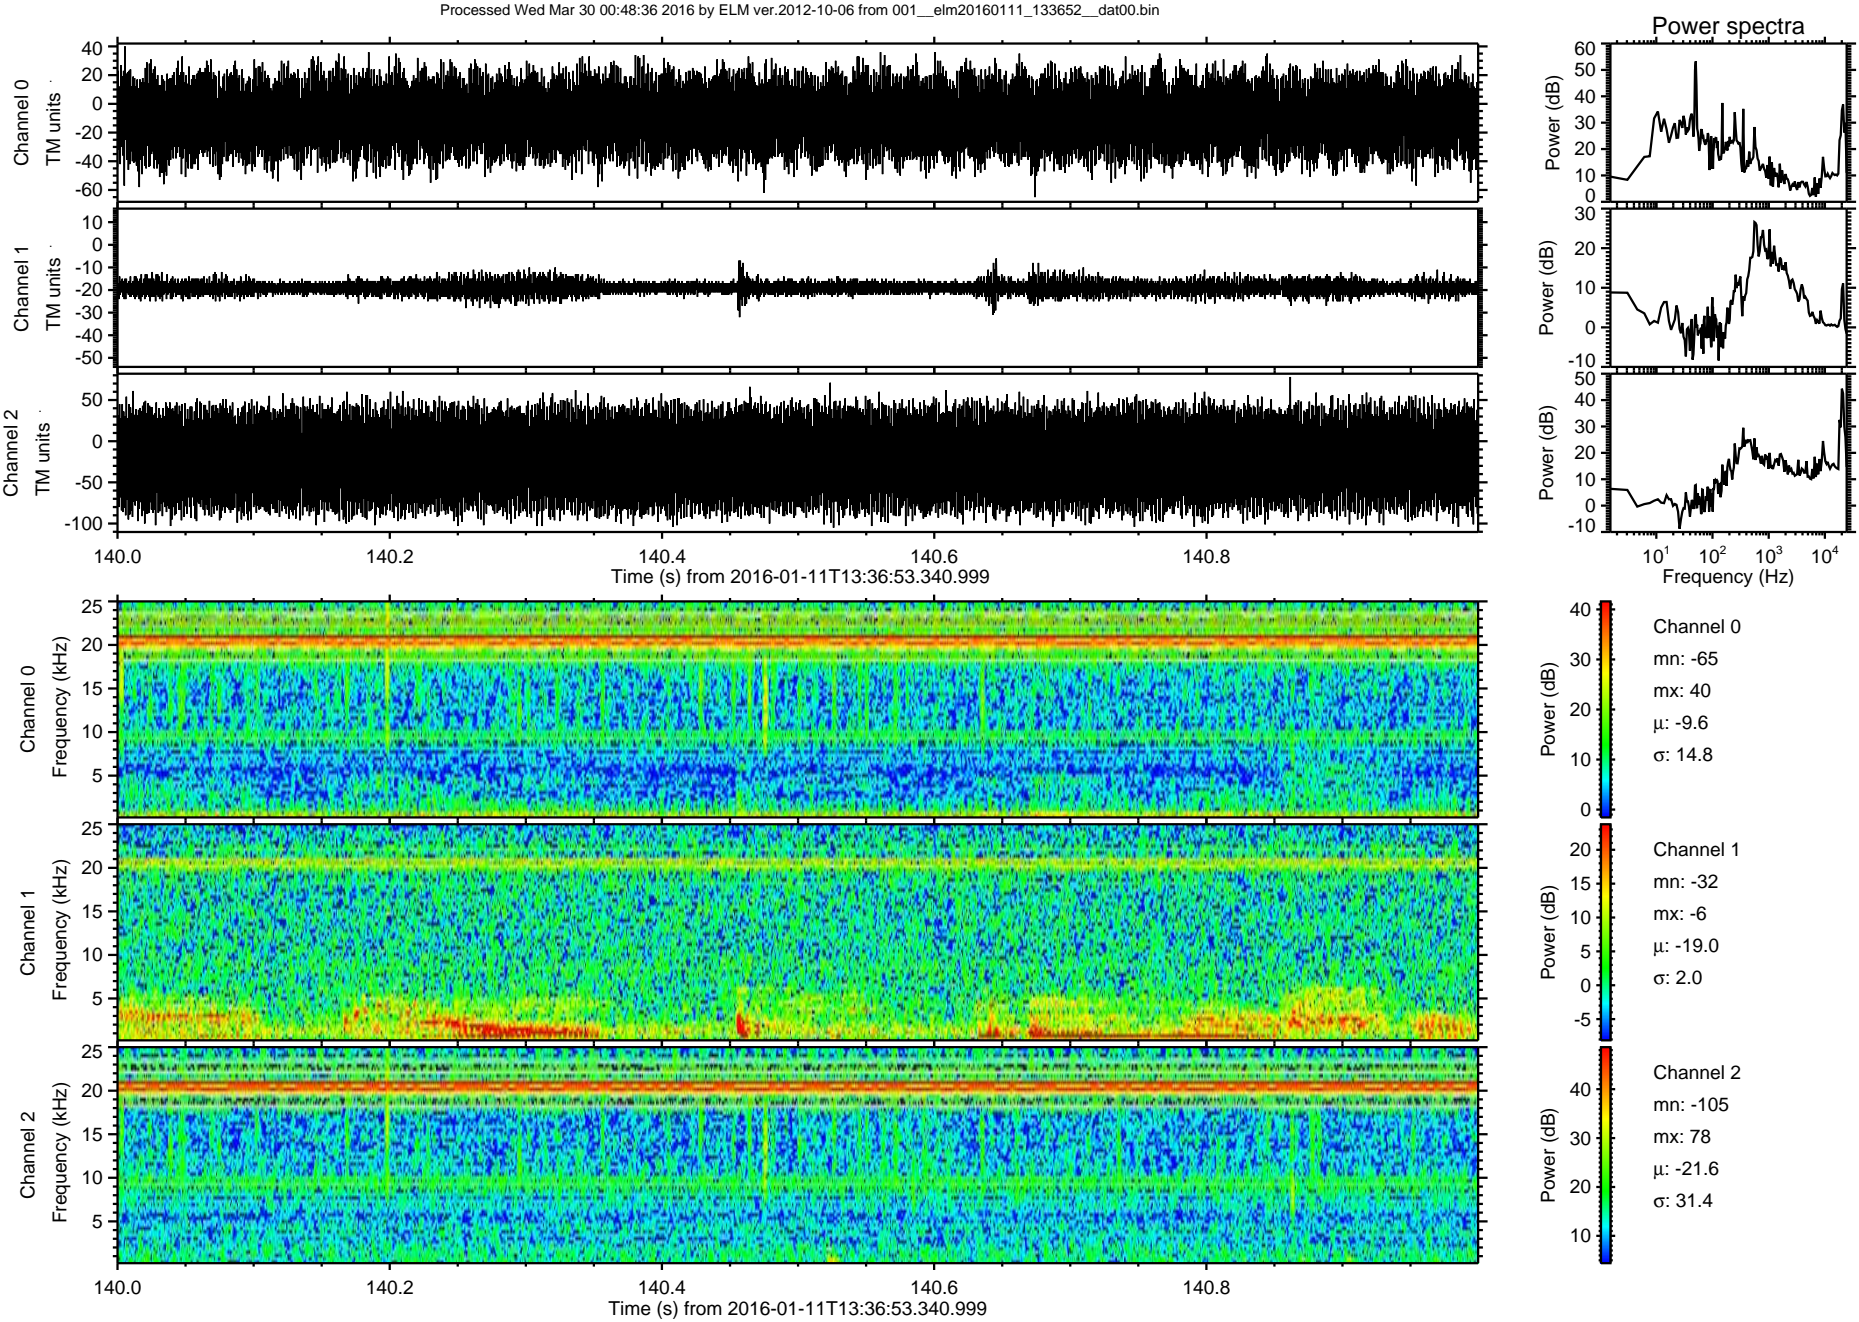 Processed Wed Mar 30 00:48:36 2016 by ELM ver.2012-10-06 from 001__elm20160111_133652__dat00.bin
Power spectra
Channel 0
TM units
40
20
0
-20
-40
-60
Power (dB)
60
50
40
30
20
10
0
Channel 1
TM units
10
0
-10
-20
-30
-40
-50
Power (dB)
30
20
10
0
-10
Channel 2
TM units
50
0
-50
-100
Power (dB)
50
40
30
20
10
0
-10
140.0 140.2 140.4 140.6 140.8
Time (s) from 2016-01-11T13:36:53.340.999
10^1 10^2 10^3 10^4
Frequency (Hz)
Channel 0
Frequency (kHz)
25
20
15
10
5
Power (dB)
40
30
20
10
0
Channel 0
mn: -65
mx: 40
μ: -9.6
σ: 14.8
Channel 1
Frequency (kHz)
25
20
15
10
5
Power (dB)
20
15
10
5
0
-5
Channel 1
mn: -32
mx: -6
μ: -19.0
σ: 2.0
Channel 2
Frequency (kHz)
25
20
15
10
5
Power (dB)
40
30
20
10
Channel 2
mn: -105
mx: 78
μ: -21.6
σ: 31.4
140.0 140.2 140.4 140.6 140.8
Time (s) from 2016-01-11T13:36:53.340.999